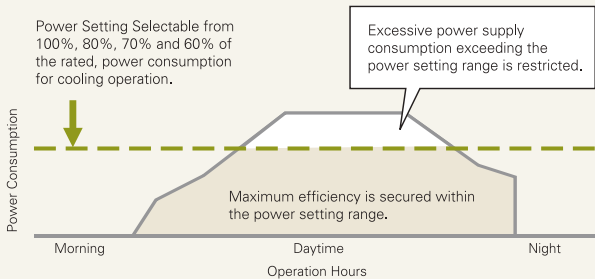 Power Setting Selectable from
100%, 80%, 70% and 60% of
the rated, power consumption
for cooling operation.
Excessive power supply
consumption exceeding the
power setting range is restricted.
Power Consumption
Maximum efficiency is secured within
the power setting range.
Morning
Daytime
Night
Operation Hours